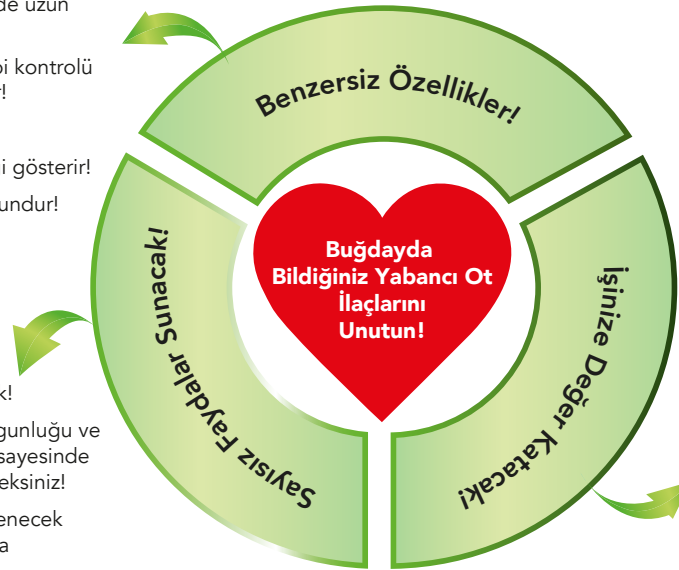 de uzun
bi kontrolü
!
i gösterir!
undur!
k!
gunluğu ve
sayesinde
eksiniz!
enecek
a
Benzersiz Özellikler!
Sayısız Faydalar Sunacak!
İşinize Değer Katacak!
Buğdayda
Bildiğiniz Yabancı Ot
İlaçlarını
Unutun!